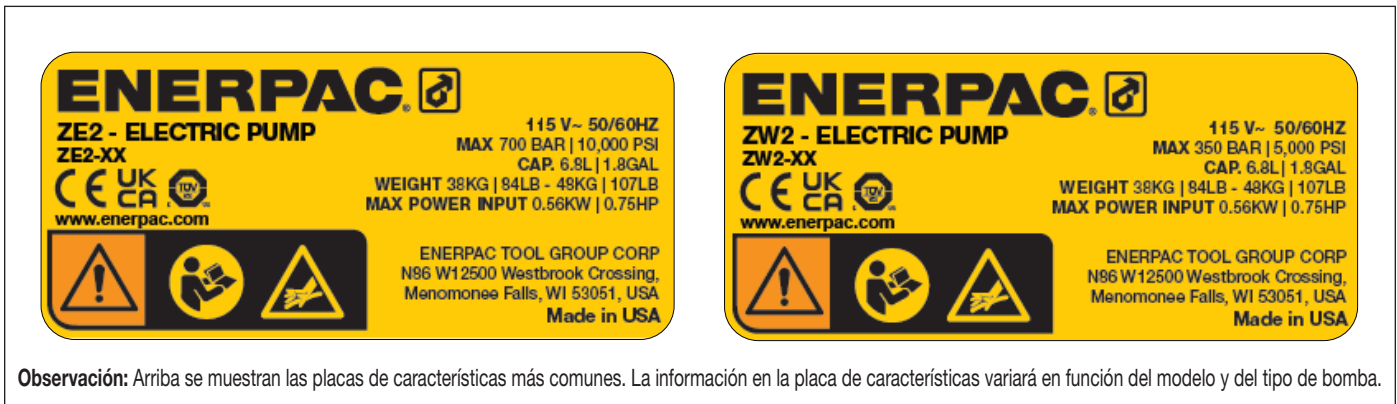 ENERPAC®
ZE2 - ELECTRIC PUMP
ZE2-XX
CE UK CA TÜV
www.enerpac.com
115 V~ 50/60HZ
MAX 700 BAR | 10,000 PSI
CAP. 6.8L | 1.8GAL
WEIGHT 38KG | 84LB - 48KG | 107LB
MAX POWER INPUT 0.56KW | 0.75HP
ENERPAC TOOL GROUP CORP
N86 W12500 Westbrook Crossing,
Menomonee Falls, WI 53051, USA
Made in USA
ENERPAC®
ZW2 - ELECTRIC PUMP
ZW2-XX
CE UK CA TÜV
www.enerpac.com
115 V~ 50/60HZ
MAX 350 BAR | 5,000 PSI
CAP. 6.8L | 1.8GAL
WEIGHT 38KG | 84LB - 48KG | 107LB
MAX POWER INPUT 0.56KW | 0.75HP
ENERPAC TOOL GROUP CORP
N86 W12500 Westbrook Crossing,
Menomonee Falls, WI 53051, USA
Made in USA
Observación: Arriba se muestran las placas de características más comunes. La información en la placa de características variará en función del modelo y del tipo de bomba.